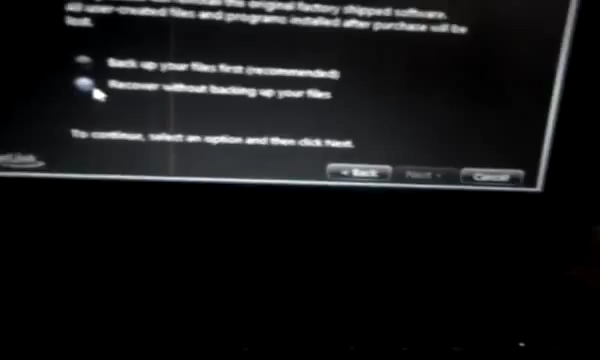 the original factory shipped software.
All user-created files and programs installed after purchase will be
lost.
Back up your files first (recommended)
Recover without backing up your files
To continue, select an option and then click Next.
< Back Next > Cancel